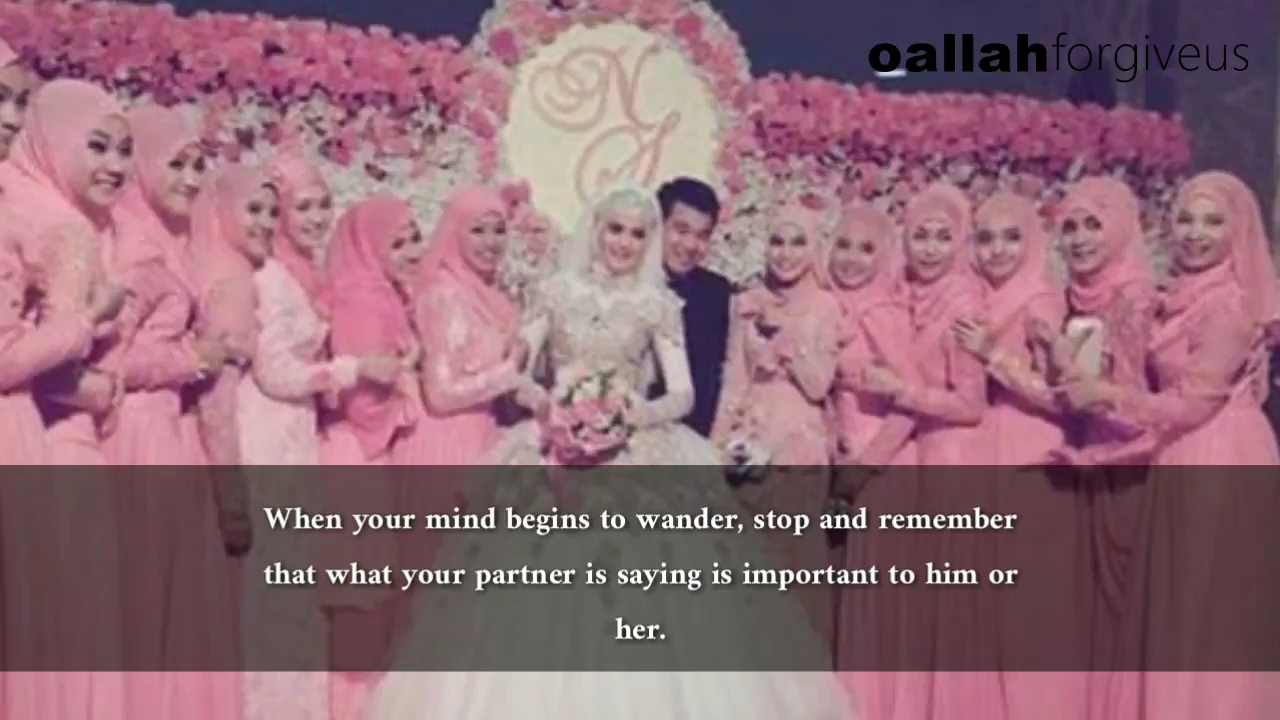 oallahforgiveus
N
A
When your mind begins to wander, stop and remember
that what your partner is saying is important to him or
her.